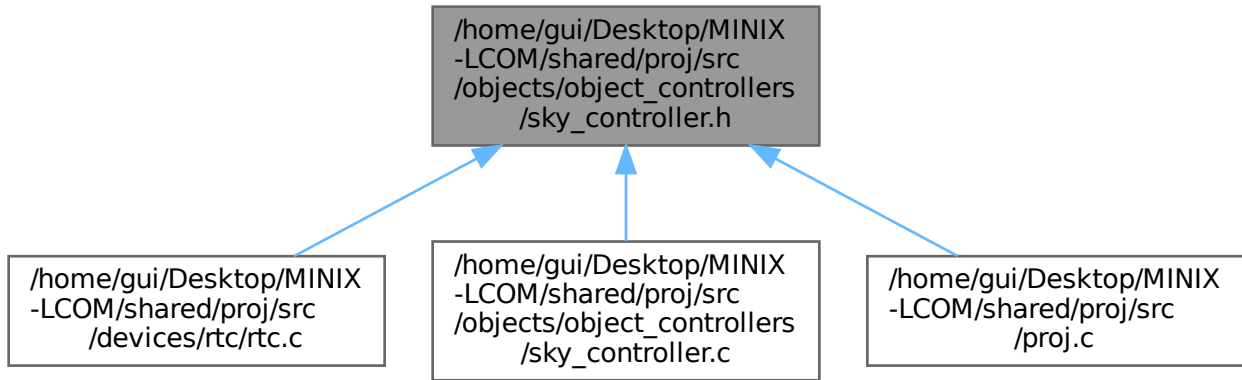 /home/gui/Desktop/MINIX
-LCOM/shared/proj/src
/objects/object_controllers
/sky_controller.h
/home/gui/Desktop/MINIX
-LCOM/shared/proj/src
/devices/rtc/rtc.c
/home/gui/Desktop/MINIX
-LCOM/shared/proj/src
/objects/object_controllers
/sky_controller.c
/home/gui/Desktop/MINIX
-LCOM/shared/proj/src
/proj.c